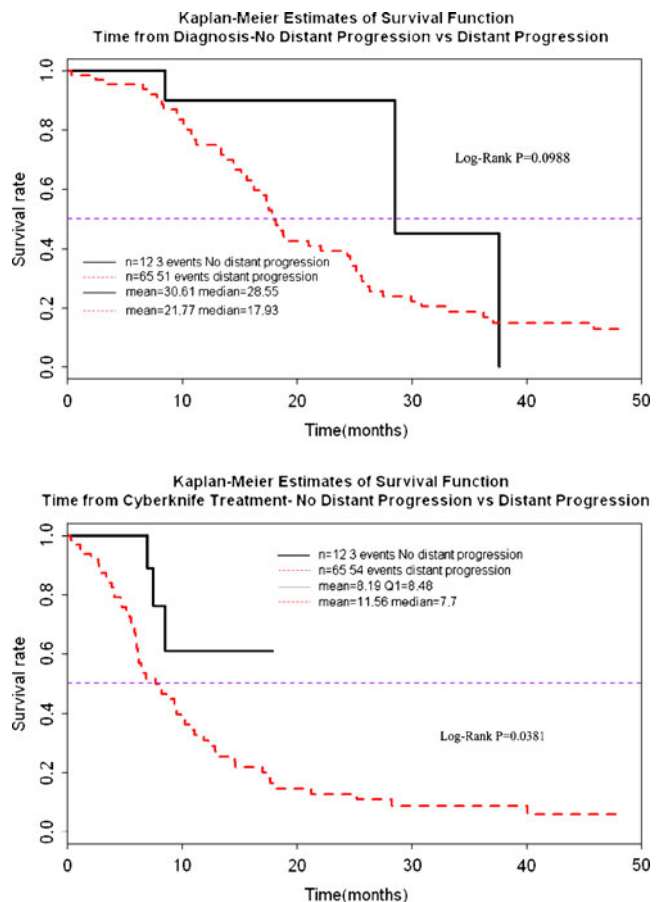 Kaplan-Meier Estimates of Survival Function
Time from Diagnosis-No Distant Progression vs Distant Progression
1.0
0.8
0.6
0.4
0.2
0.0
Survival rate
Log-Rank P=0.0988
n=12 3 events No distant progression
n=65 51 events distant progression
mean=30.61 median=28.55
mean=21.77 median=17.93
0 10 20 30 40 50
Time(months)
Kaplan-Meier Estimates of Survival Function
Time from Cyberknife Treatment- No Distant Progression vs Distant Progression
1.0
0.8
0.6
0.4
0.2
0.0
Survival rate
n=12 3 events No distant progression
n=65 54 events distant progression
mean=8.19 Q1=8.48
mean=11.56 median=7.7
Log-Rank P=0.0381
0 10 20 30 40 50
Time(months)